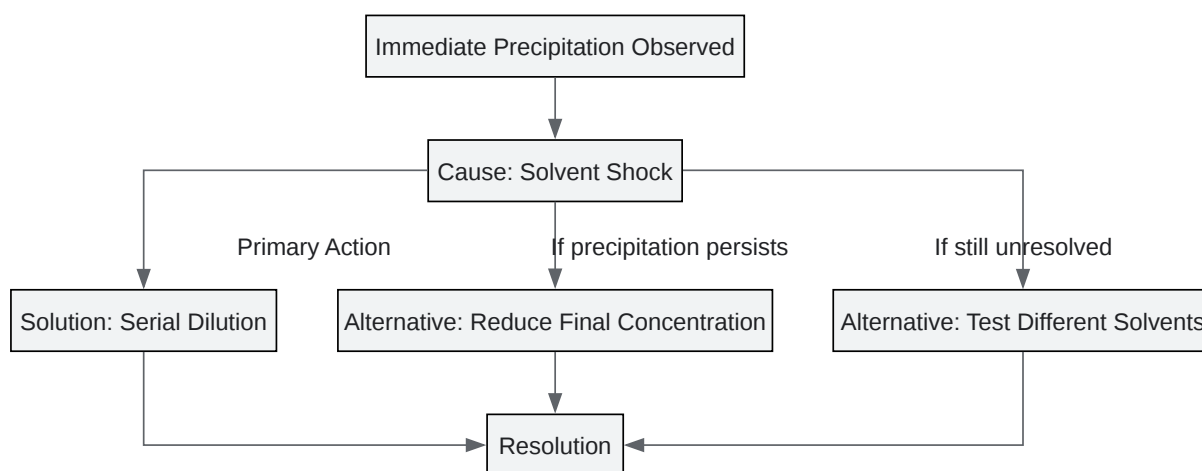 Immediate Precipitation Observed
Cause: Solvent Shock
Primary Action
If precipitation persists
If still unresolved
Solution: Serial Dilution
Alternative: Reduce Final Concentration
Alternative: Test Different Solvents
Resolution